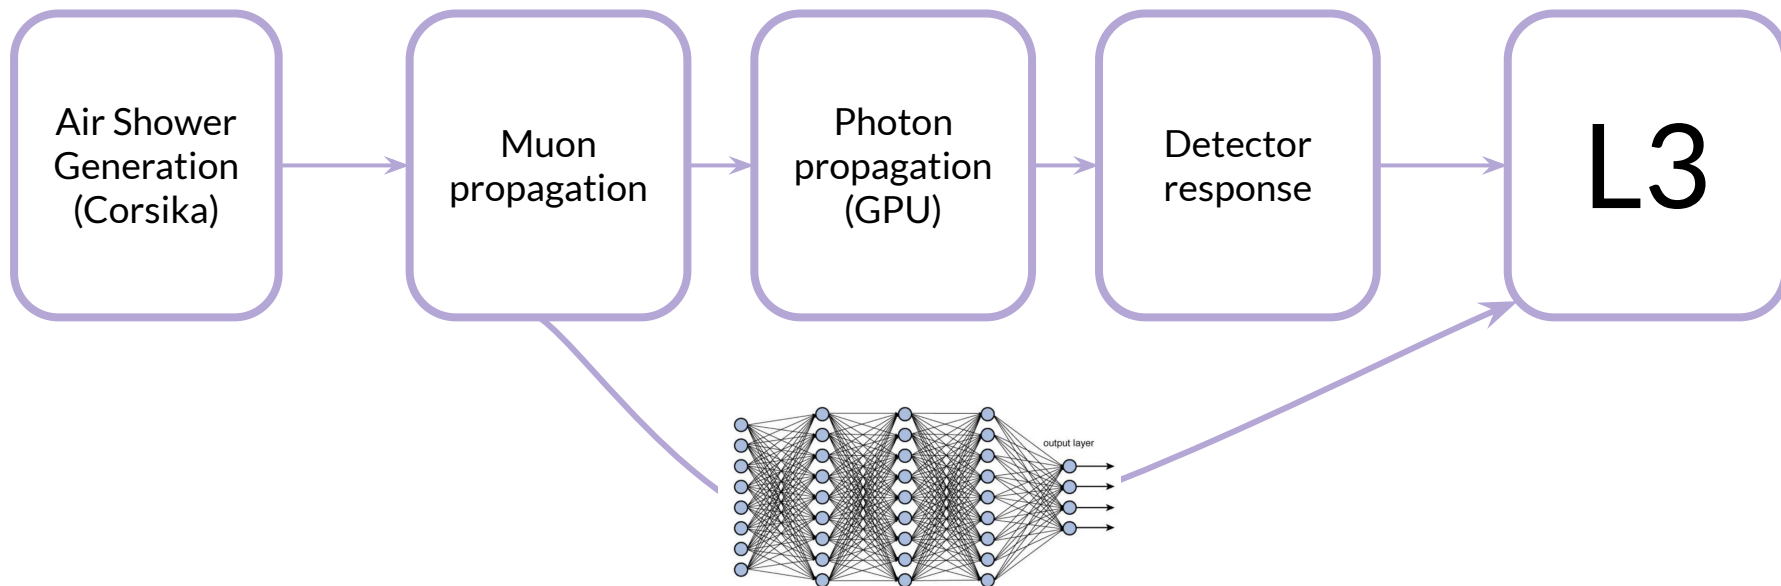 Air Shower
Generation
(Corsika)
Muon
propagation
Photon
propagation
(GPU)
Detector
response
L3
output layer